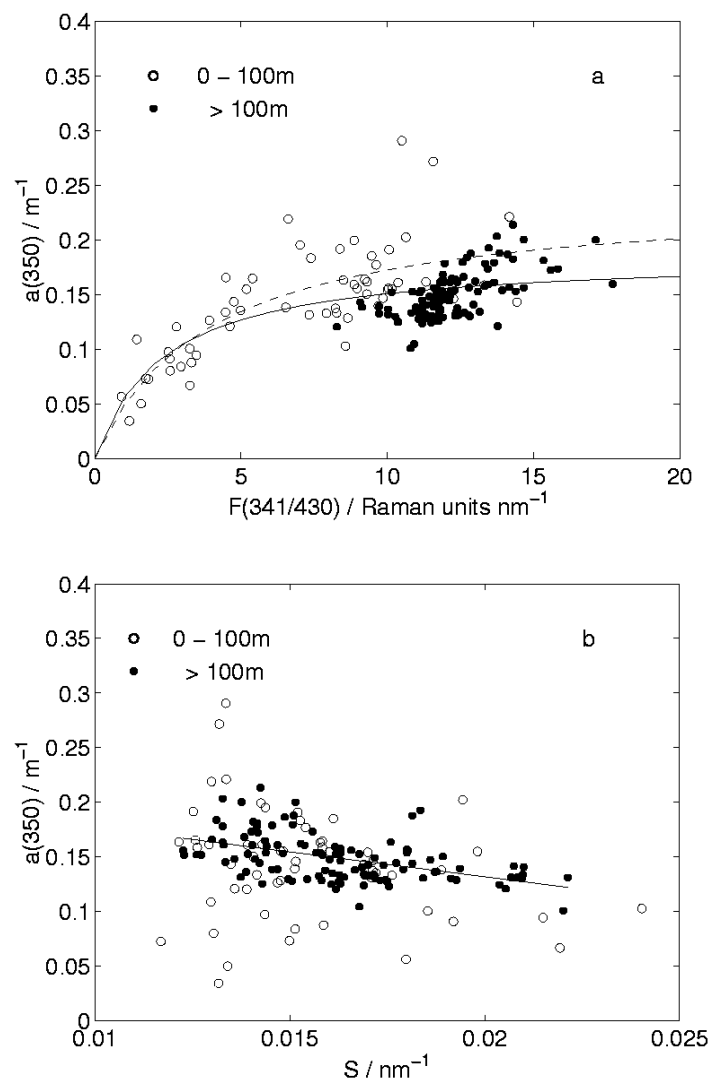 0.4
0.35
0.3
0.25
0.2
0.15
0.1
0.05
0
a(350) / m⁻¹
0 – 100m
> 100m
a
0 5 10 15 20
F(341/430) / Raman units nm⁻¹
0.4
0.35
0.3
0.25
0.2
0.15
0.1
0.05
0
a(350) / m⁻¹
0 – 100m
> 100m
b
0.01 0.015 0.02 0.025
S / nm⁻¹